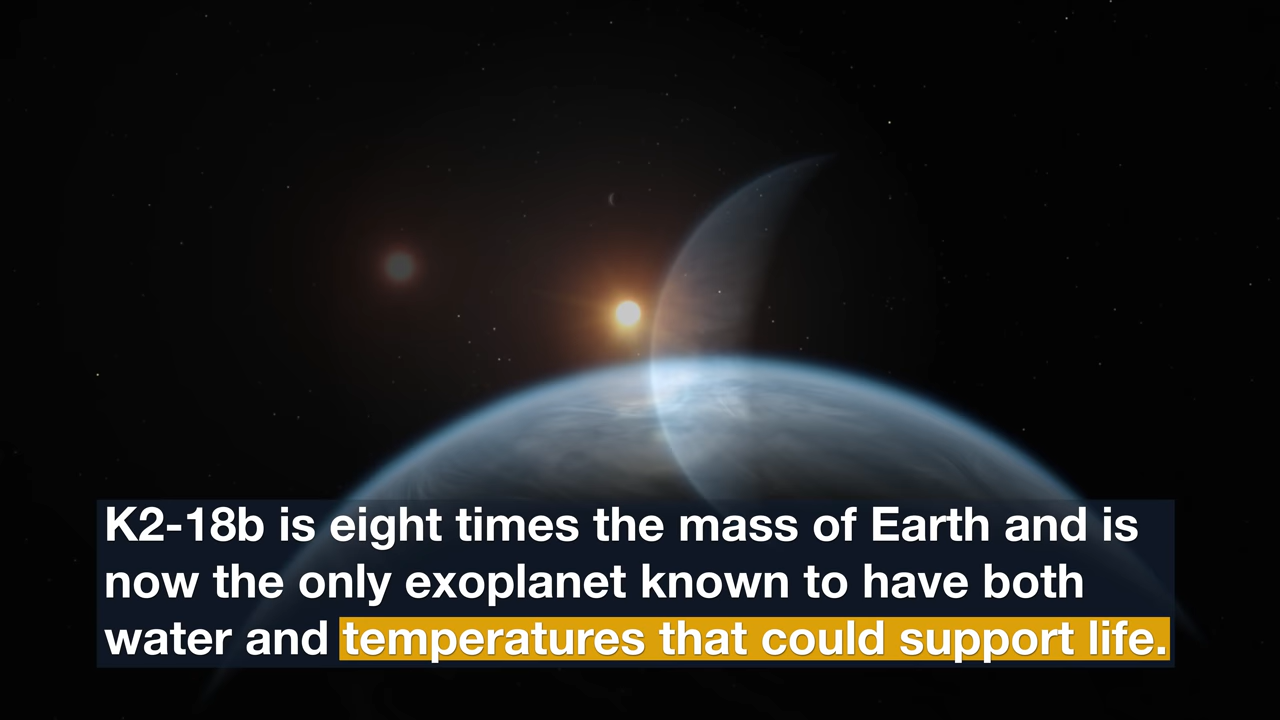 K2-18b is eight times the mass of Earth and is
now the only exoplanet known to have both
water and temperatures that could support life.